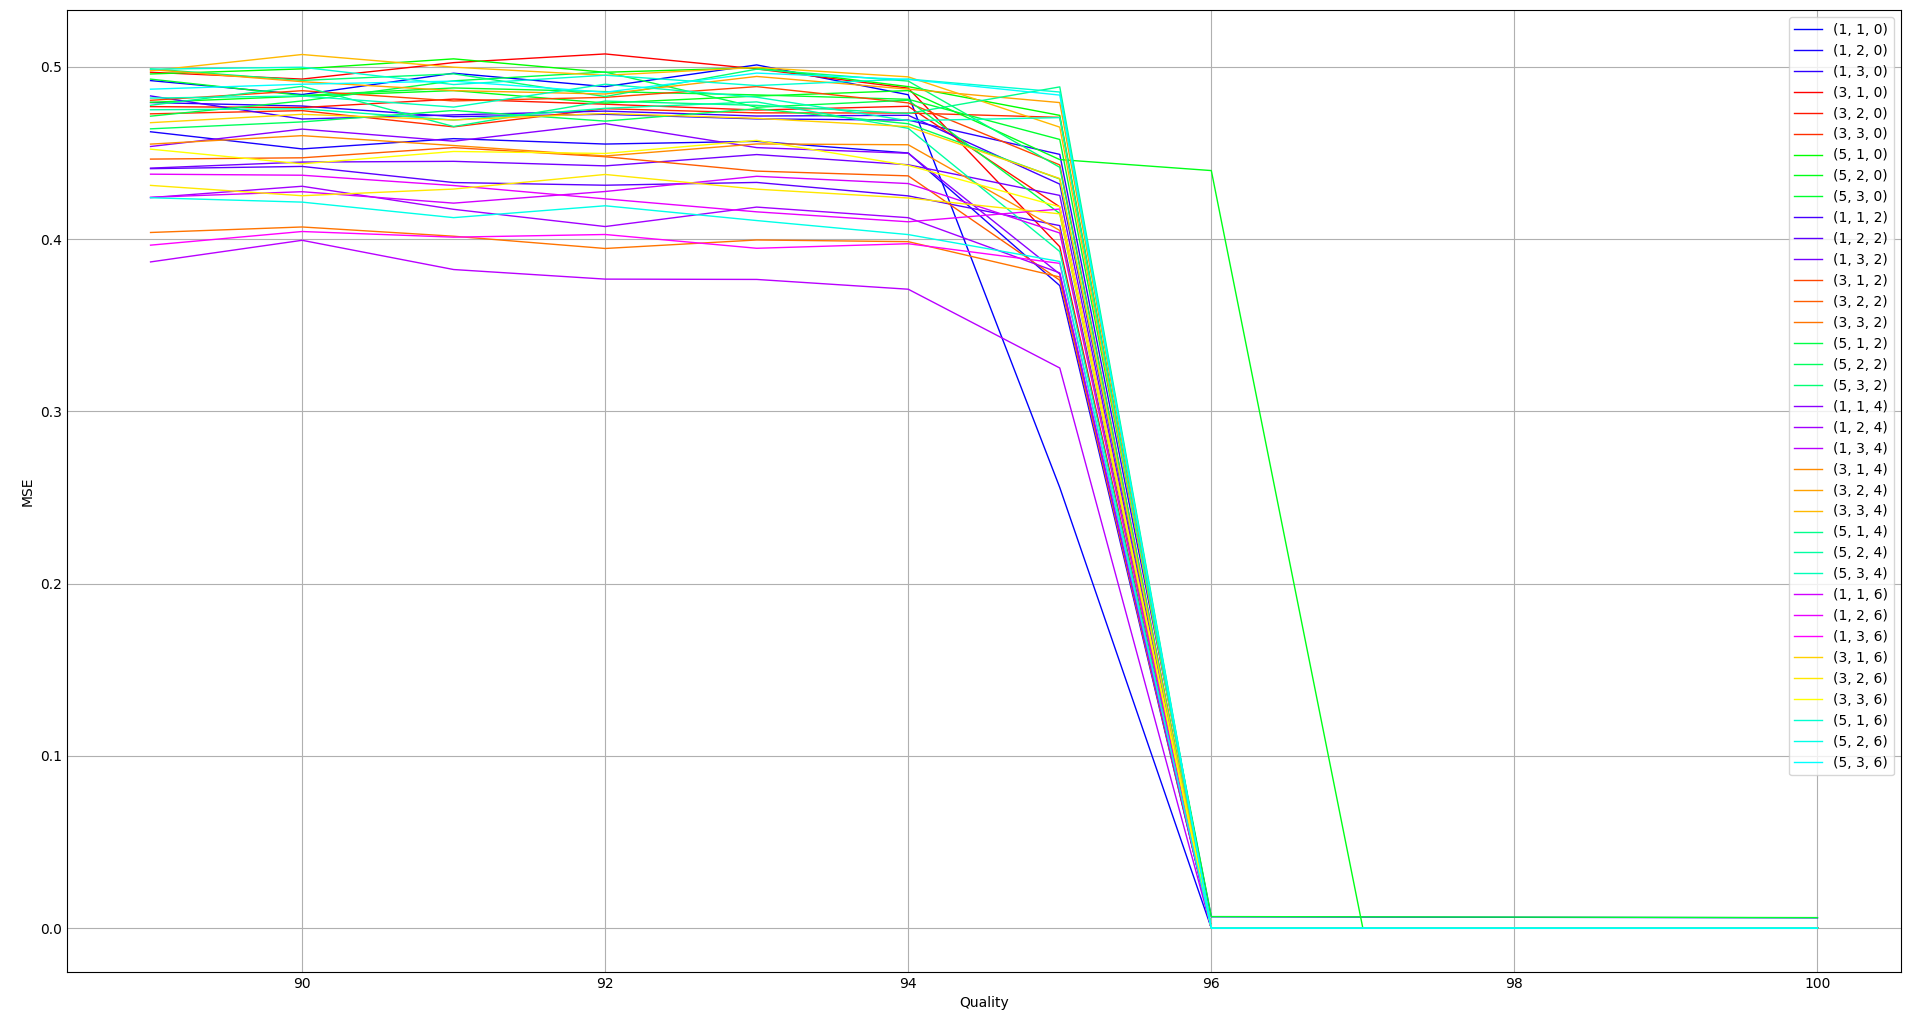 MSE
0.5
0.4
0.3
0.2
0.1
0.0
90
92
94
96
98
100
Quality
(1, 1, 0)
(1, 2, 0)
(1, 3, 0)
(3, 1, 0)
(3, 2, 0)
(3, 3, 0)
(5, 1, 0)
(5, 2, 0)
(5, 3, 0)
(1, 1, 2)
(1, 2, 2)
(1, 3, 2)
(3, 1, 2)
(3, 2, 2)
(3, 3, 2)
(5, 1, 2)
(5, 2, 2)
(5, 3, 2)
(1, 1, 4)
(1, 2, 4)
(1, 3, 4)
(3, 1, 4)
(3, 2, 4)
(3, 3, 4)
(5, 1, 4)
(5, 2, 4)
(5, 3, 4)
(1, 1, 6)
(1, 2, 6)
(1, 3, 6)
(3, 1, 6)
(3, 2, 6)
(3, 3, 6)
(5, 1, 6)
(5, 2, 6)
(5, 3, 6)